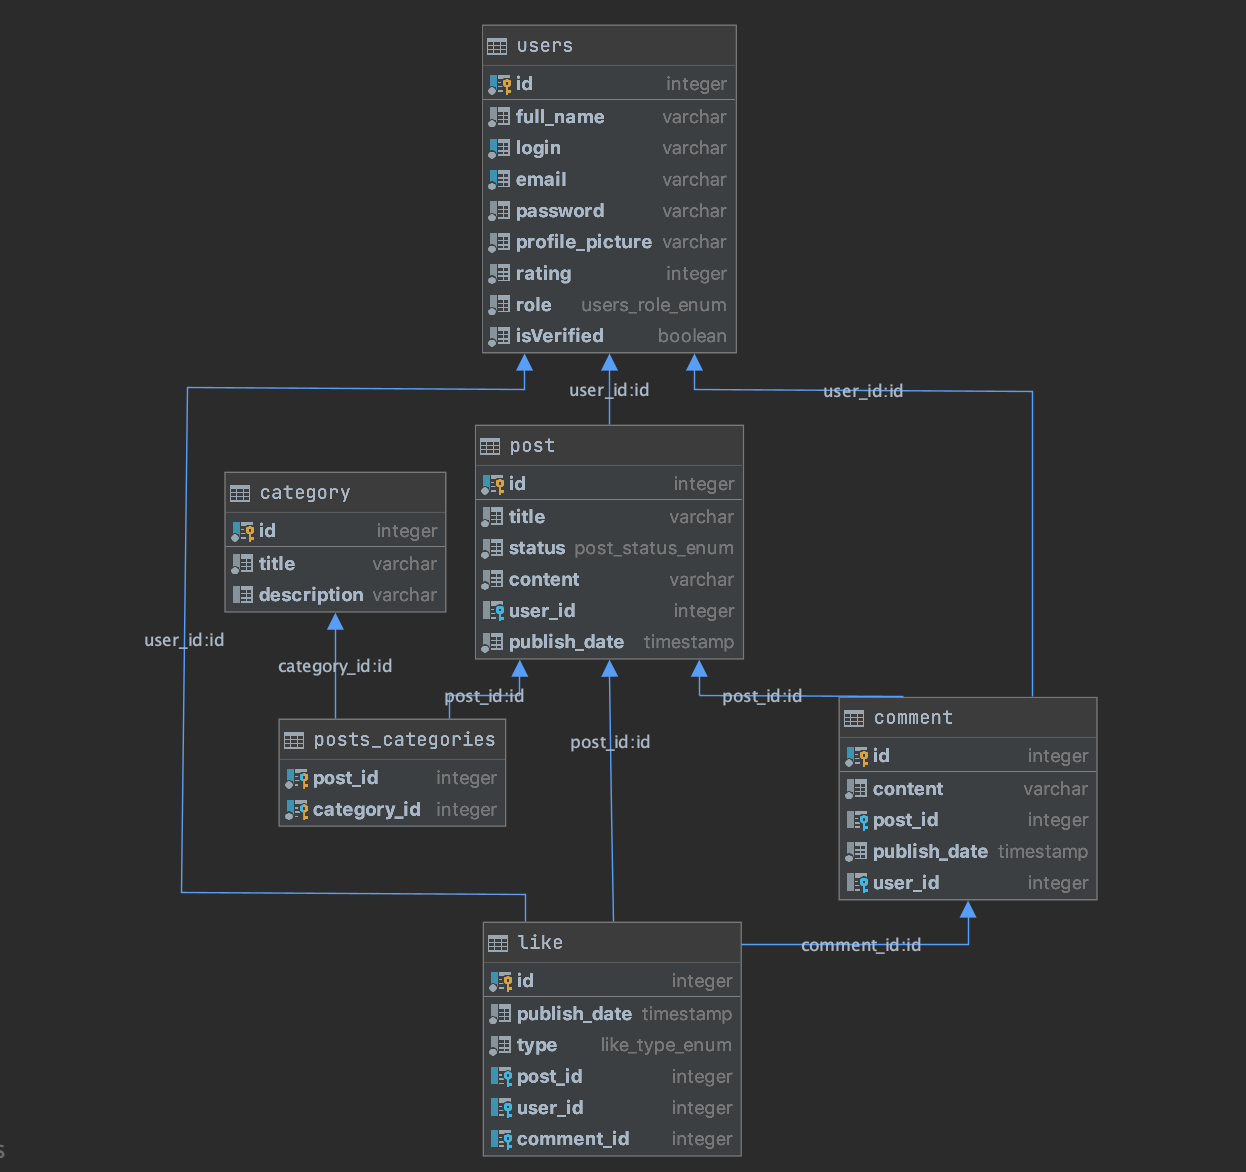 users
id integer
full_name varchar
login varchar
email varchar
password varchar
profile_picture varchar
rating integer
role users_role_enum
isVerified boolean
user_id:id
user_id:id
post
id integer
title varchar
status post_status_enum
content varchar
user_id integer
publish_date timestamp
category
id integer
title varchar
description varchar
user_id:id
category_id:id
post_id:id
post_id:id
post_id:id
posts_categories
post_id integer
category_id integer
comment
id integer
content varchar
post_id integer
publish_date timestamp
user_id integer
comment_id:id
like
id integer
publish_date timestamp
type like_type_enum
post_id integer
user_id integer
comment_id integer
s